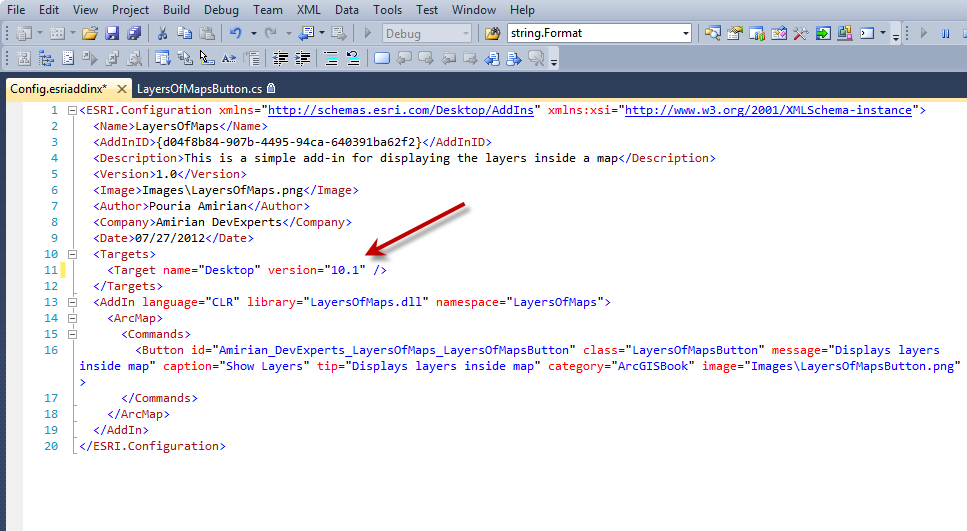 File Edit View Project Build Debug Team XML Data Tools Test Window Help
Debug string.Format
Config.esriaddinx* LayersOfMapsButton.cs
1 <ESRI.Configuration xmlns="http://schemas.esri.com/Desktop/AddIns" xmlns:xsi="http://www.w3.org/2001/XMLSchema-instance">
2 <Name>LayersOfMaps</Name>
3 <AddInID>{d04f8b84-907b-4495-94ca-640391ba62f2}</AddInID>
4 <Description>This is a simple add-in for displaying the layers inside a map</Description>
5 <Version>1.0</Version>
6 <Image>Images\LayersOfMaps.png</Image>
7 <Author>Pouria Amirian</Author>
8 <Company>Amirian DevExperts</Company>
9 <Date>07/27/2012</Date>
10 <Targets>
11 <Target name="Desktop" version="10.1" />
12 </Targets>
13 <AddIn language="CLR" library="LayersOfMaps.dll" namespace="LayersOfMaps">
14 <ArcMap>
15 <Commands>
16 <Button id="Amirian_DevExperts_LayersOfMaps_LayersOfMapsButton" class="LayersOfMapsButton" message="Displays layers
inside map" caption="Show Layers" tip="Displays layers inside map" category="ArcGISBook" image="Images\LayersOfMapsButton.png"
>
17 </Commands>
18 </ArcMap>
19 </AddIn>
20 </ESRI.Configuration>